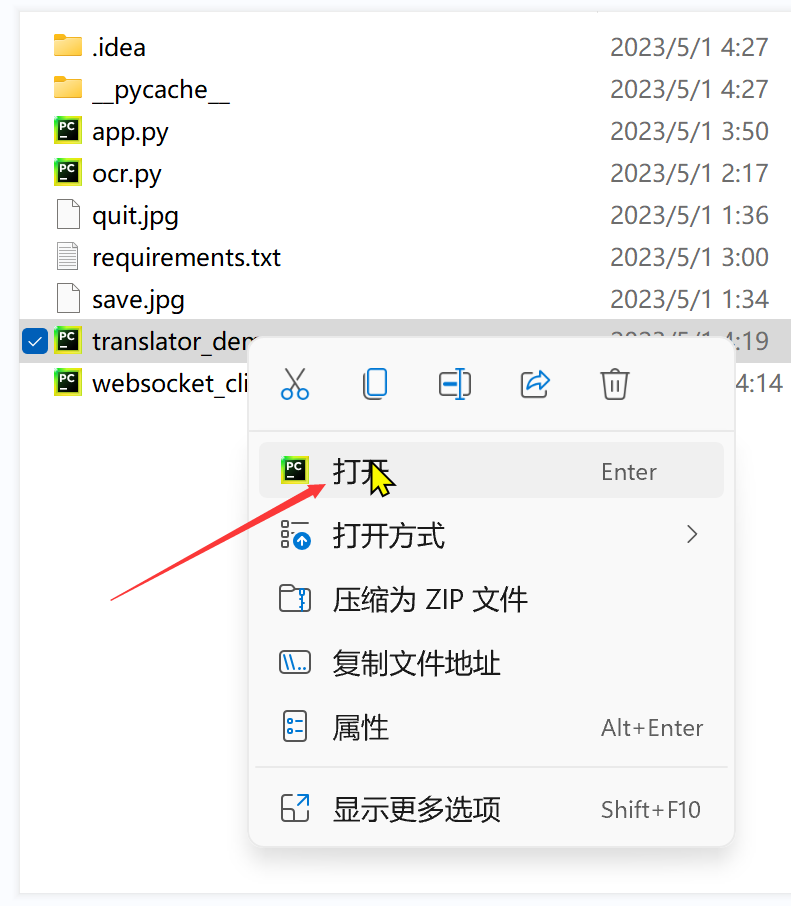 .idea 2023/5/1 4:27
__pycache__ 2023/5/1 4:27
PC app.py 2023/5/1 3:50
PC ocr.py 2023/5/1 2:17
quit.jpg 2023/5/1 1:36
requirements.txt 2023/5/1 3:00
save.jpg 2023/5/1 1:34
PC translator_dem 2023/5/1 4:19
PC websocket_cli 4:14
PC 打开 Enter
打开方式
压缩为 ZIP 文件
复制文件地址
属性 Alt+Enter
显示更多选项 Shift+F10